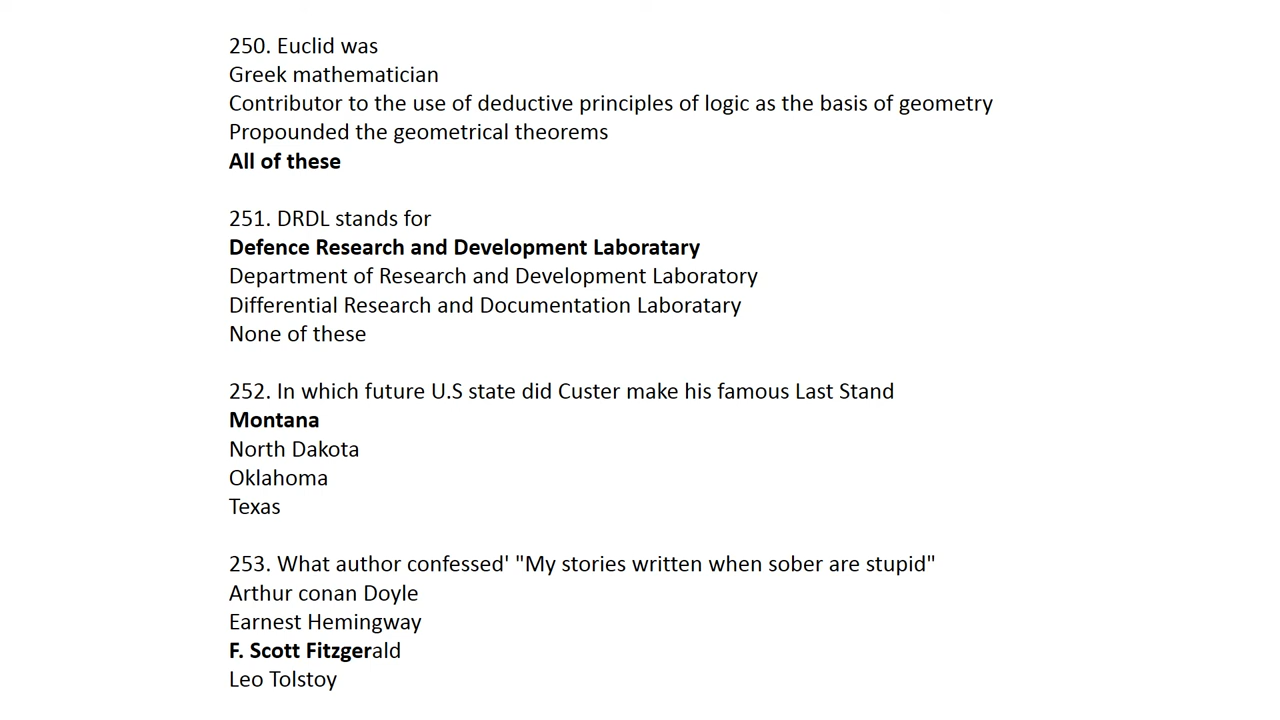 250. Euclid was
Greek mathematician
Contributor to the use of deductive principles of logic as the basis of geometry
Propounded the geometrical theorems
All of these
251. DRDL stands for
Defence Research and Development Laboratary
Department of Research and Development Laboratory
Differential Research and Documentation Laboratary
None of these
252. In which future U.S state did Custer make his famous Last Stand
Montana
North Dakota
Oklahoma
Texas
253. What author confessed' "My stories written when sober are stupid"
Arthur conan Doyle
Earnest Hemingway
F. Scott Fitzgerald
Leo Tolstoy